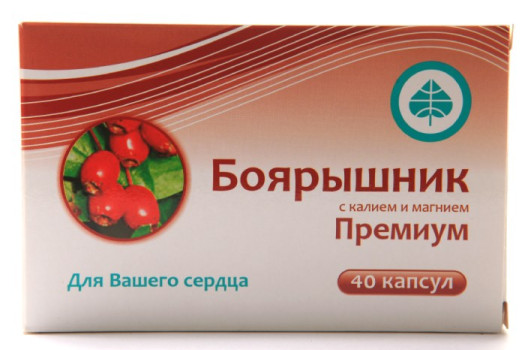 Боярышник
с калием и магнием
Премиум
Для Вашего сердца
40 капсул